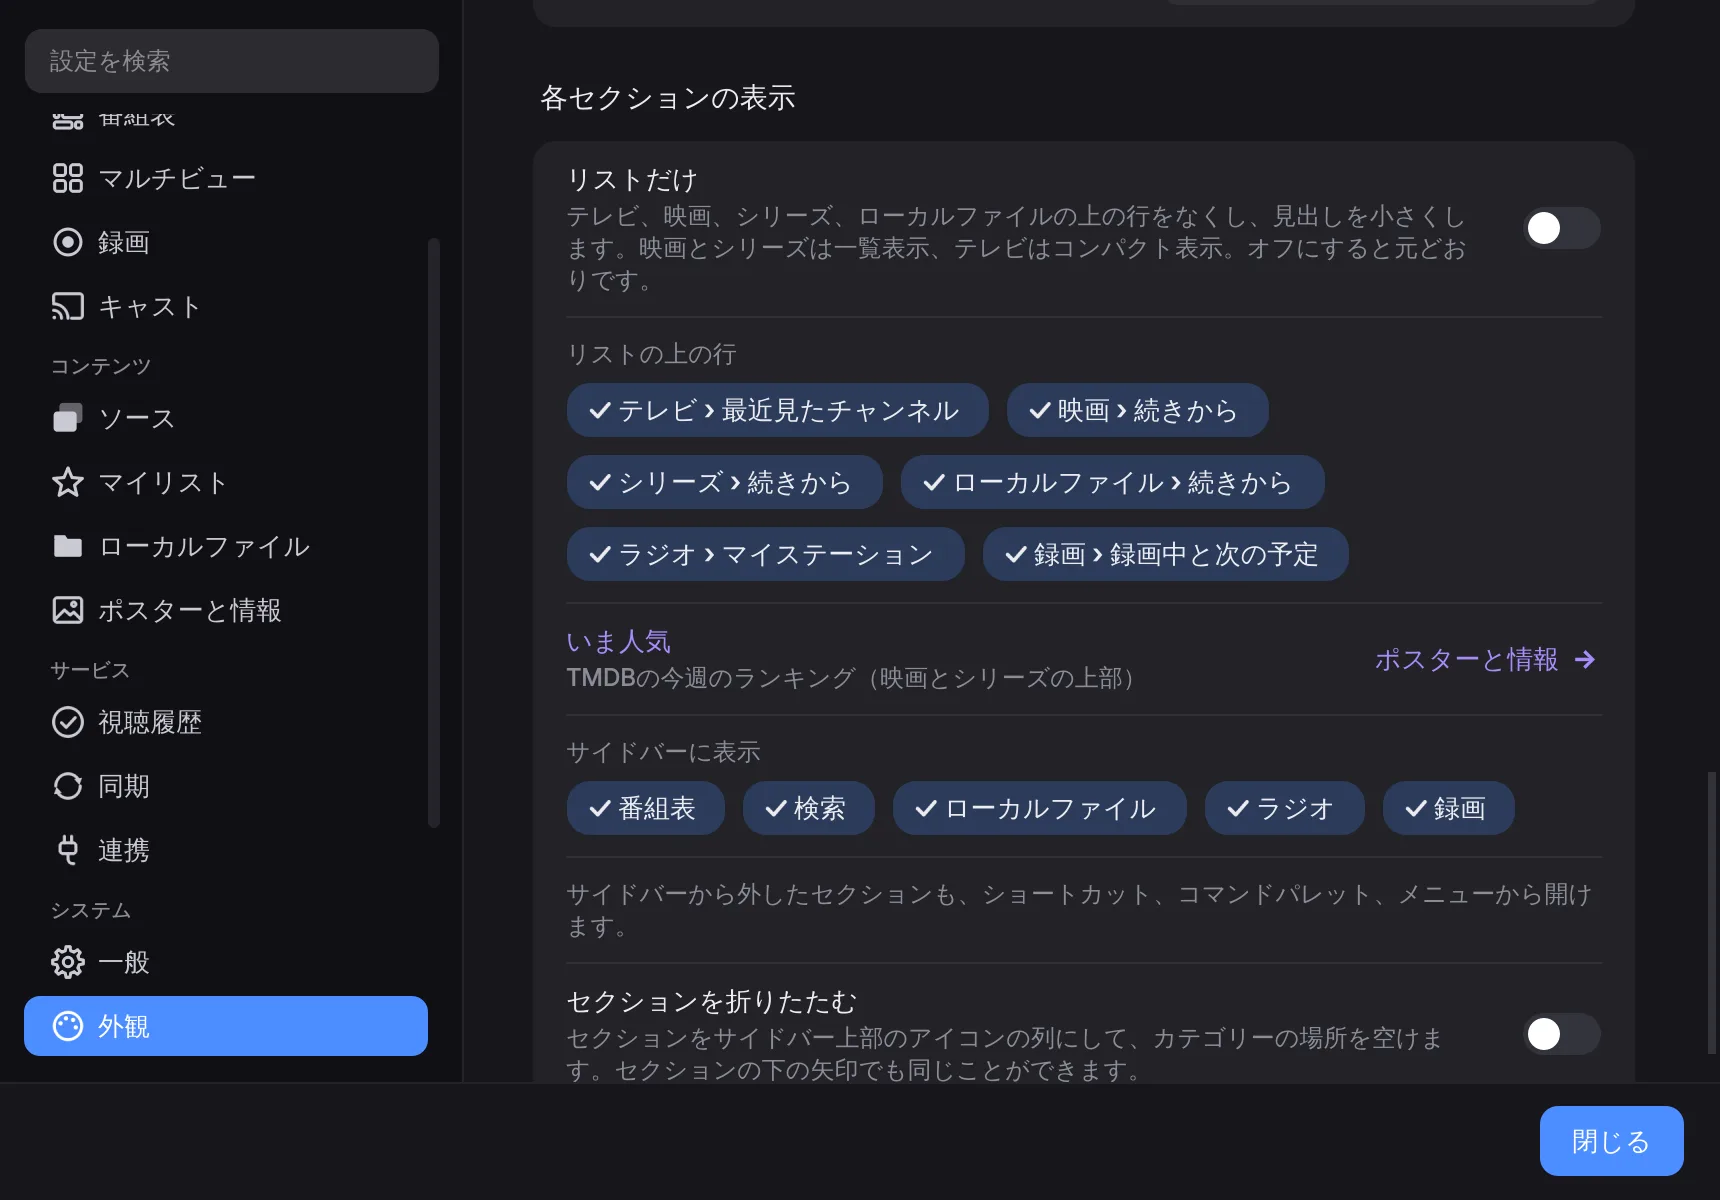 設定を検索
番組表
マルチビュー
録画
キャスト
コンテンツ
ソース
マイリスト
ローカルファイル
ポスターと情報
サービス
視聴履歴
同期
連携
システム
一般
外観
各セクションの表示
リストだけ
テレビ、映画、シリーズ、ローカルファイルの上の行をなくし、見出しを小さくし
ます。映画とシリーズは一覧表示、テレビはコンパクト表示。オフにすると元どお
りです。
リストの上の行
テレビ › 最近見たチャンネル
映画 › 続きから
シリーズ › 続きから
ローカルファイル › 続きから
ラジオ › マイステーション
録画 › 録画中と次の予定
いま人気
TMDBの今週のランキング（映画とシリーズの上部）
ポスターと情報 →
サイドバーに表示
番組表
検索
ローカルファイル
ラジオ
録画
サイドバーから外したセクションも、ショートカット、コマンドパレット、メニューから開け
ます。
セクションを折りたたむ
セクションをサイドバー上部のアイコンの列にして、カテゴリーの場所を空けま
す。セクションの下の矢印でも同じことができます。
閉じる